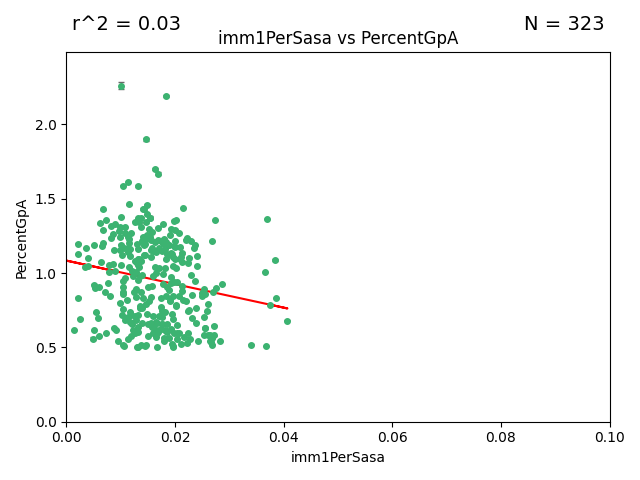 r^2 = 0.03
N = 323
imm1PerSasa vs PercentGpA
PercentGpA
2.0
1.5
1.0
0.5
0.0
0.00
0.02
0.04
0.06
0.08
0.10
imm1PerSasa